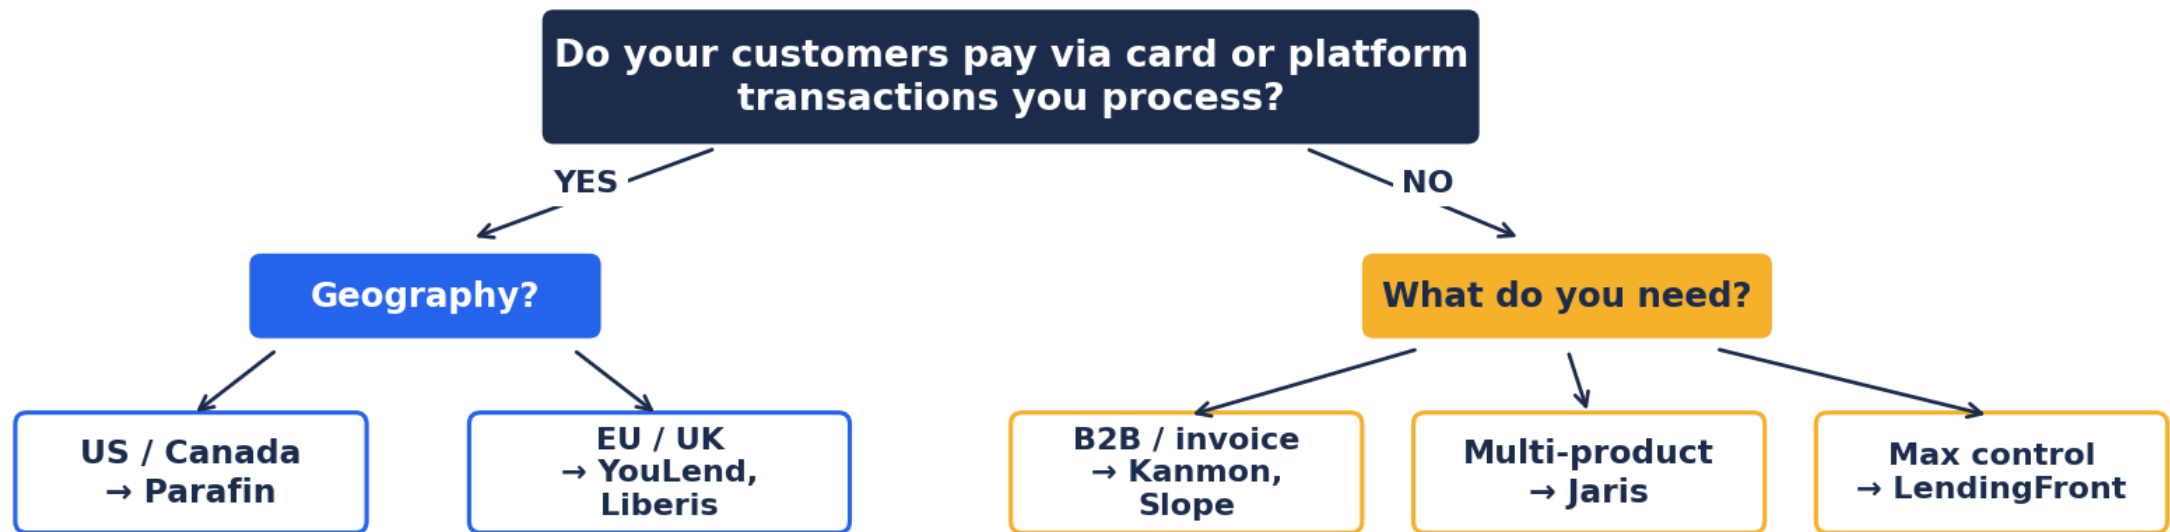 Do your customers pay via card or platform
transactions you process?
YES
NO
Geography?
What do you need?
US / Canada
→ Parafin
EU / UK
→ YouLend,
Liberis
B2B / invoice
→ Kanmon,
Slope
Multi-product
→ Jaris
Max control
→ LendingFront